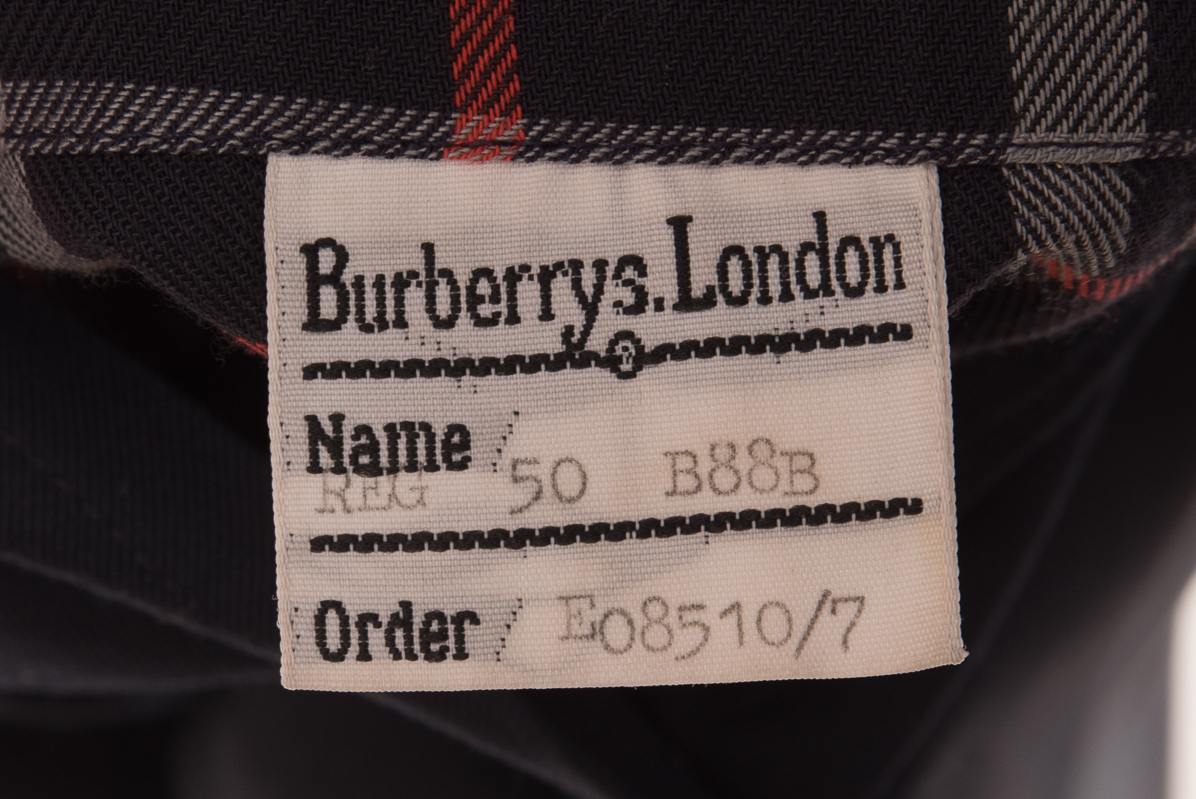 Burberrys. London
Name
REG 50 B88B
Order E08510/7